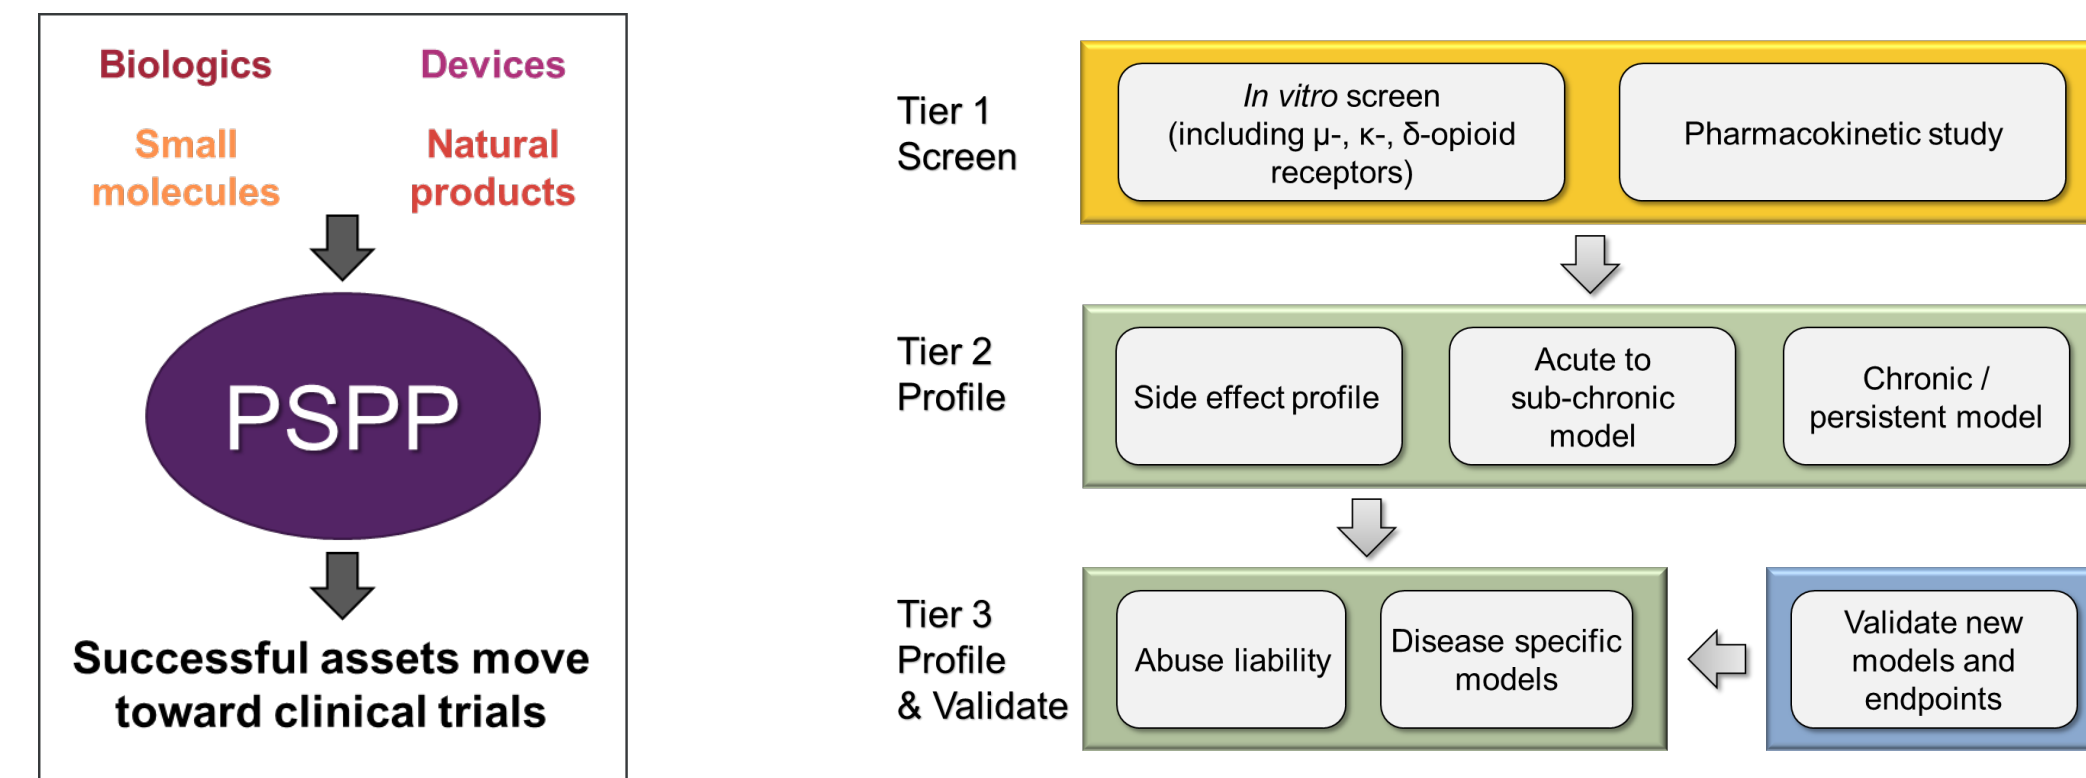 Biologics
Devices
Small
molecules
Natural
products
PSPP
Successful assets move
toward clinical trials
Tier 1
Screen
In vitro screen
(including μ-, κ-, δ-opioid
receptors)
Pharmacokinetic study
Tier 2
Profile
Side effect profile
Acute to
sub-chronic
model
Chronic /
persistent model
Tier 3
Profile
& Validate
Abuse liability
Disease specific
models
Validate new
models and
endpoints